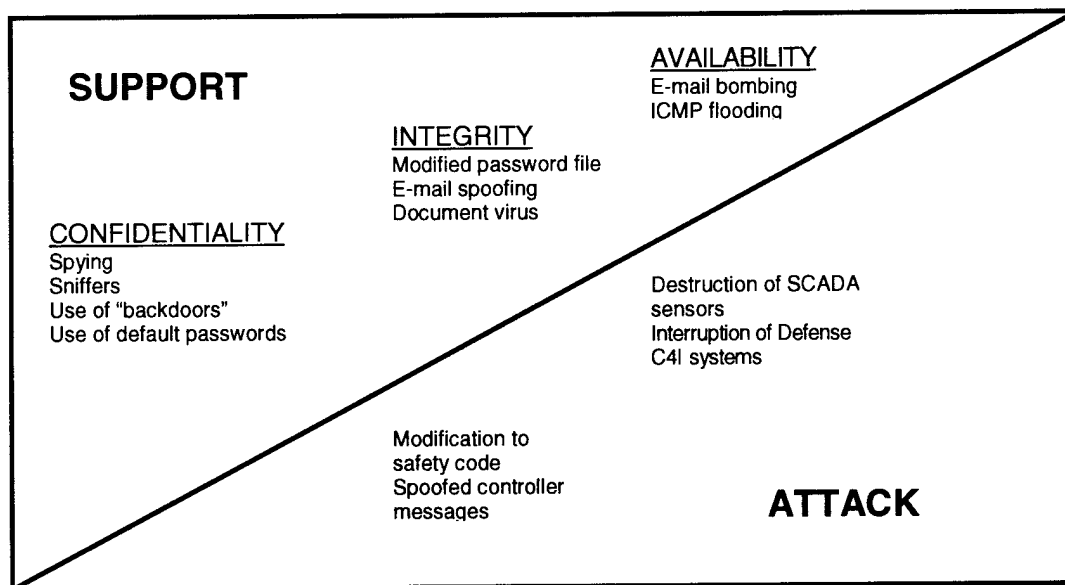 SUPPORT
AVAILABILITY
E-mail bombing
ICMP flooding
INTEGRITY
Modified password file
E-mail spoofing
Document virus
CONFIDENTIALITY
Spying
Sniffers
Use of “backdoors”
Use of default passwords
Destruction of SCADA
sensors
Interruption of Defense
C4I systems
Modification to
safety code
Spoofed controller
messages
ATTACK